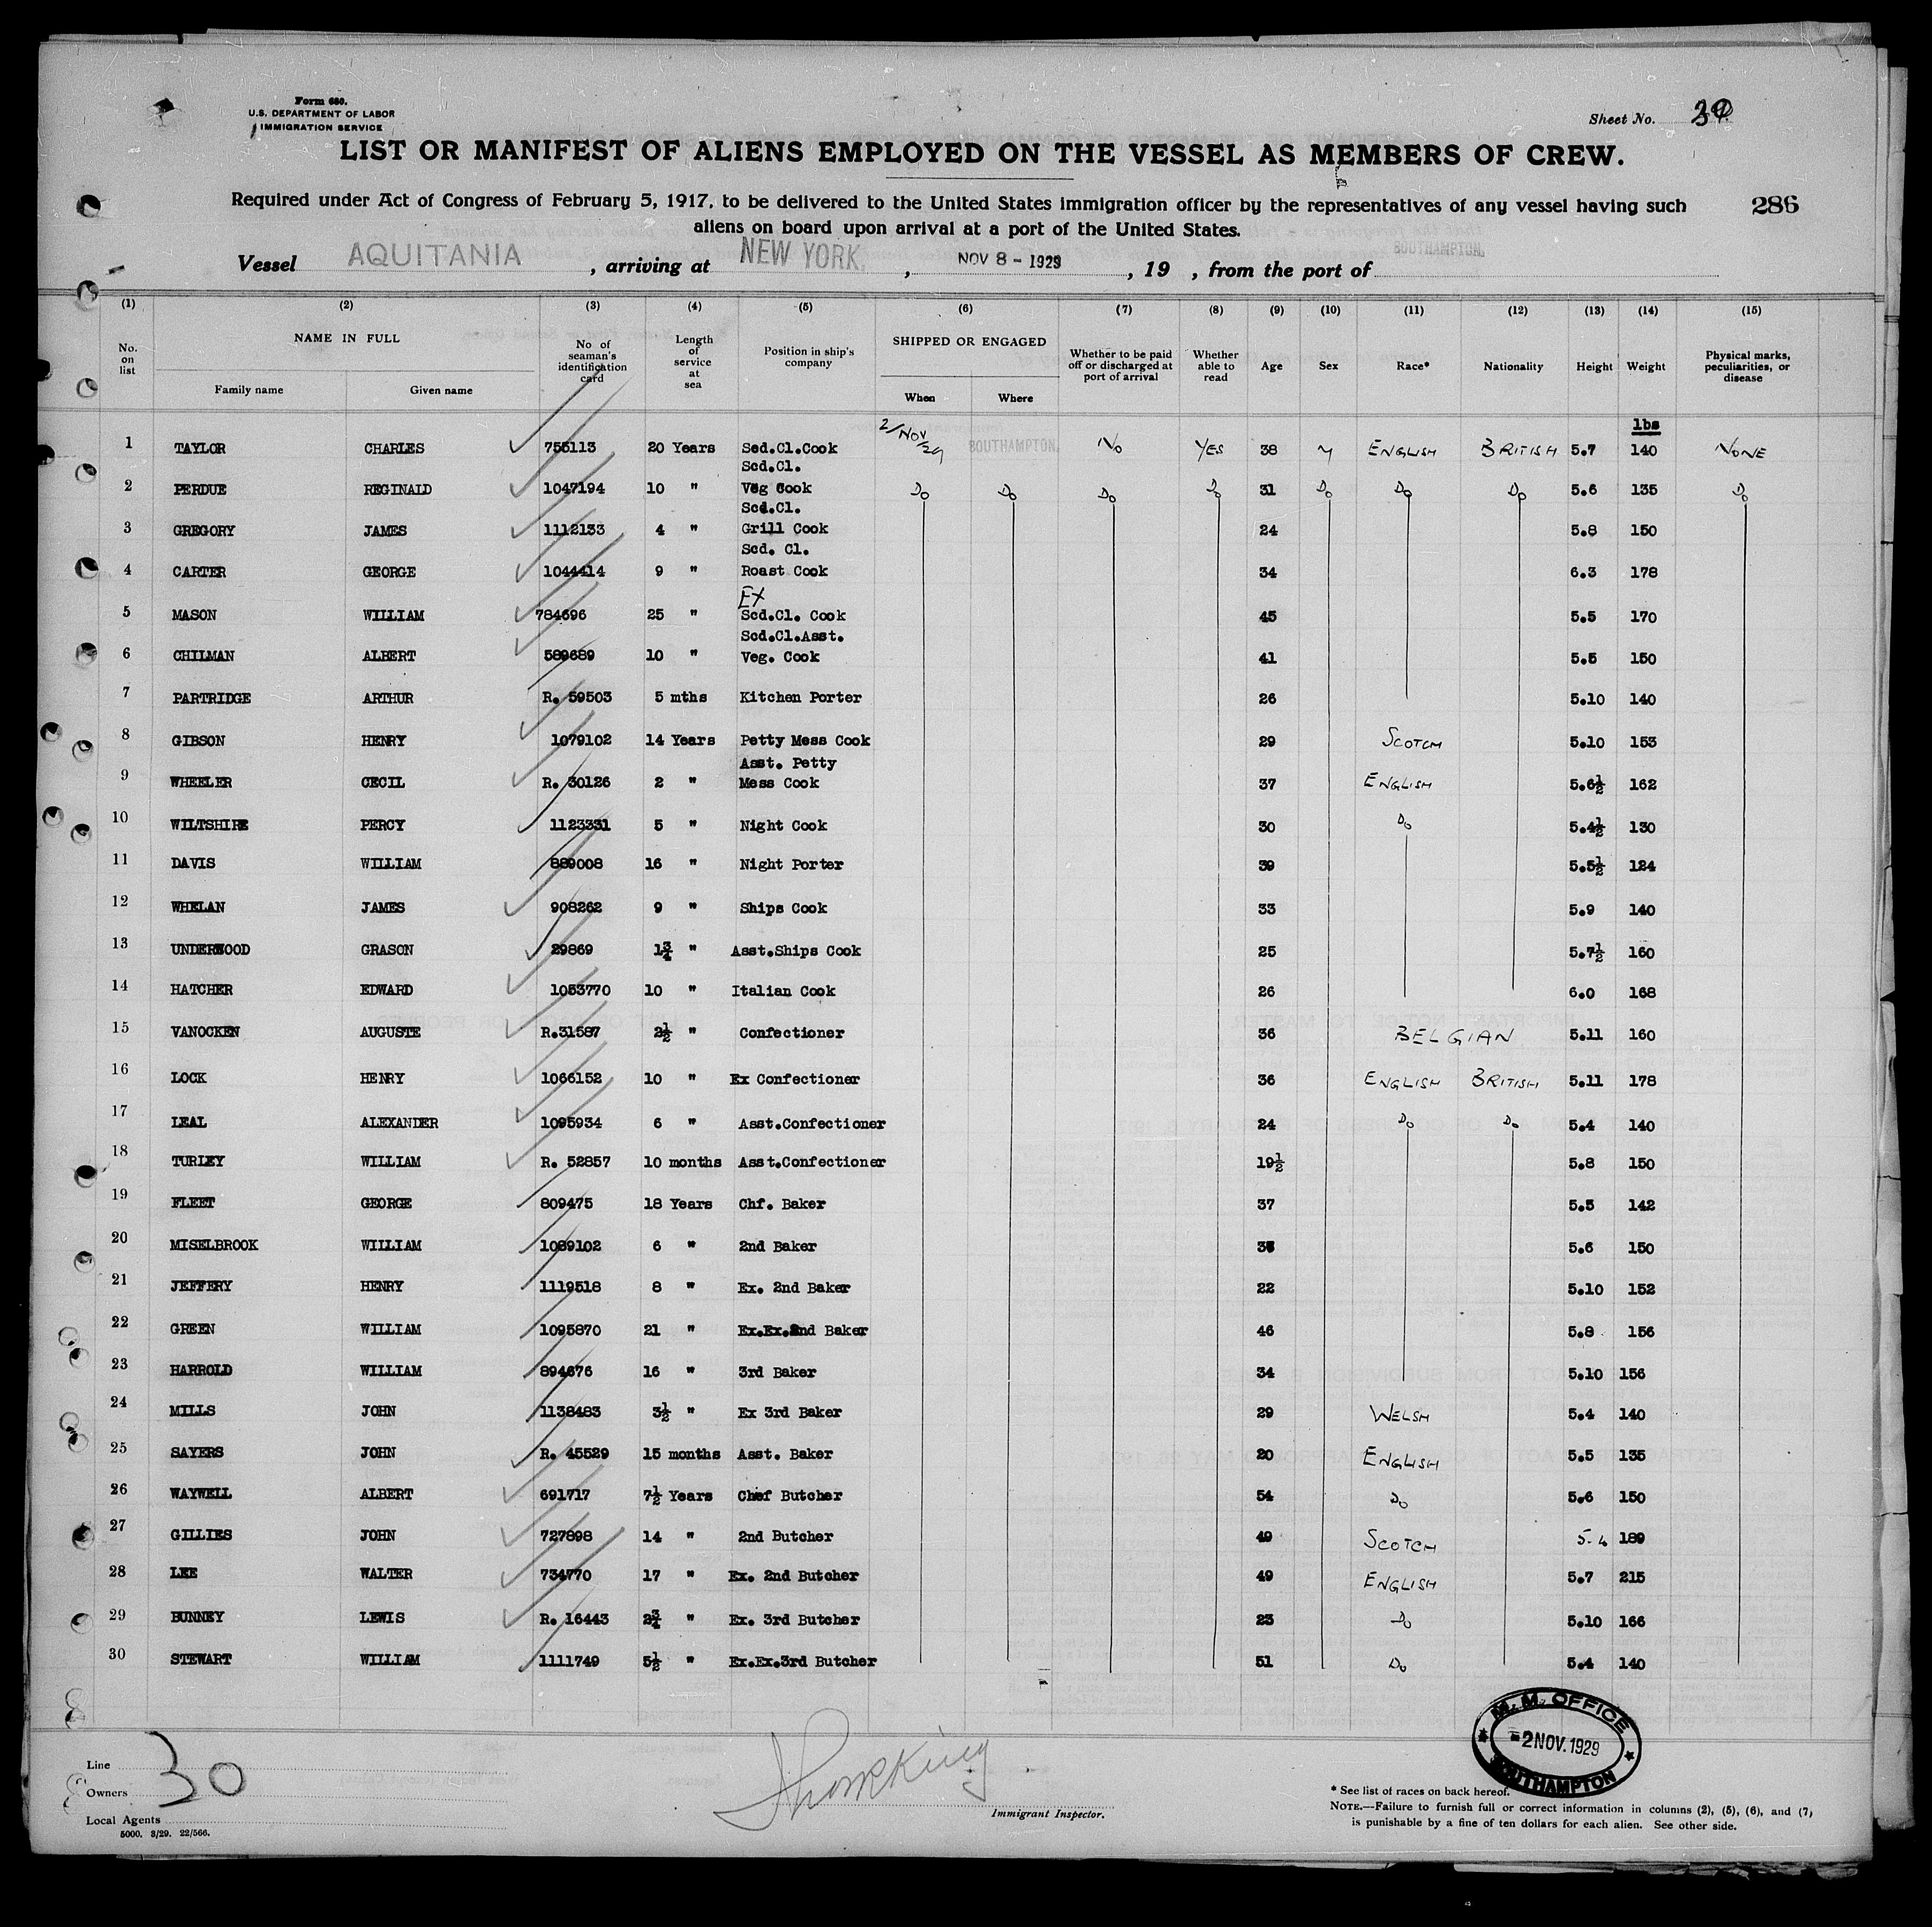 Form 680.
U.S. DEPARTMENT OF LABOR
IMMIGRATION SERVICE
Sheet No.
LIST OR MANIFEST OF ALIENS EMPLOYED ON THE VESSEL AS MEMBERS OF CREW.
Required under Act of Congress of February 5, 1917, to be delivered to the United States immigration officer by the representatives of any vessel having such
286
aliens on board upon arrival at a port of the United States.
Vessel AQUITANIA, arriving at NEW YORK, NOV 8 - 1929, 19 , from the port of SOUTHAMPTON.
(1) (2) (3) (4) (5) (6) (7) (8) (9) (10) (11) (12) (13) (14) (15)
No. on list NAME IN FULL Family name Given name No. of seaman's identification card Length of service at sea Position in ship's company SHIPPED OR ENGAGED When Where Whether to be paid off or discharged at port of arrival Whether able to read Age Sex Race* Nationality Height Weight Physical marks, peculiarities, or disease
lbs
1 TAYLOR CHARLES 755113 20 Years Scd.Cl.Cook 2/Nov/29 SOUTHAMPTON. No YES 38 M ENGLISH BRITISH 5.7 140 NONE
2 PERDUE REGINALD 1047194 10 " Scd.Cl. Veg Cook Do Do Do Do 31 Do Do Do 5.6 135 Do
3 GREGORY JAMES 1112133 4 " Scd.Cl. Grill Cook 24 5.8 150
4 CARTER GEORGE 1044414 9 " Scd. Cl. Roast Cook 34 6.3 178
5 MASON WILLIAM 784696 25 " EX Scd.Cl. Cook 45 5.5 170
6 CHILMAN ALBERT 589689 10 " Scd.Cl.Asst. Veg. Cook 41 5.5 150
7 PARTRIDGE ARTHUR R. 59503 5 mths Kitchen Porter 26 5.10 140
8 GIBSON HENRY 1079102 14 Years Petty Mess Cook 29 SCOTCH 5.10 153
9 WHEELER CECIL R. 30126 2 " Asst. Petty Mess Cook 37 ENGLISH 5.6½ 162
10 WILTSHIRE PERCY 1123331 5 " Night Cook 30 Do 5.4½ 130
11 DAVIS WILLIAM 889008 16 " Night Porter 39 5.5½ 124
12 WHELAN JAMES 908262 9 " Ships Cook 33 5.9 140
13 UNDERWOOD GRASON 29869 1¾ " Asst.Ships Cook 25 5.7½ 160
14 HATCHER EDWARD 1053770 10 " Italian Cook 26 6.0 168
15 VANOCKEN AUGUSTE R.31587 2½ " Confectioner 36 BELGIAN 5.11 160
16 LOCK HENRY 1066152 10 " Ex Confectioner 36 ENGLISH BRITISH 5.11 178
17 LEAL ALEXANDER 1095934 6 " Asst.Confectioner 24 Do Do 5.4 140
18 TURLEY WILLIAM R. 52857 10 months Asst.Confectioner 19½ 5.8 150
19 FLEET GEORGE 809475 18 Years Chf. Baker 37 5.5 142
20 MISELBROOK WILLIAM 1089102 6 " 2nd Baker 5.6 150
21 JEFFERY HENRY 1119518 8 " Ex. 2nd Baker 22 5.10 152
22 GREEN WILLIAM 1095870 21 " Ex.Ex.2nd Baker 46 5.8 156
23 HARROLD WILLIAM 894676 16 " 3rd Baker 34 5.10 156
24 MILLS JOHN 1138483 3½ " Ex 3rd Baker 29 WELSH 5.4 140
25 SAYERS JOHN R. 45529 15 months Asst. Baker 20 ENGLISH 5.5 135
26 WAYWELL ALBERT 691717 7½ Years Chef Butcher 54 Do 5.6 150
27 GILLIES JOHN 727898 14 " 2nd Butcher 49 SCOTCH 5.6 189
28 LEE WALTER 734770 17 " Ex. 2nd Butcher 49 ENGLISH 5.7 215
29 BUNNEY LEWIS R. 16443 2¾ " Ex. 3rd Butcher 23 Do 5.10 166
30 STEWART WILLIAM 1111749 5½ " Ex.Ex.3rd Butcher 51 Do 5.4 140
M. M. OFFICE
2 NOV. 1929
SOUTHAMPTON
Line
30
Owners
Local Agents
5000. 3/29. 22/566.
Immigrant Inspector.
* See list of races on back hereof.
NOTE.—Failure to furnish full or correct information in columns (2), (5), (6), and (7),
is punishable by a fine of ten dollars for each alien. See other side.